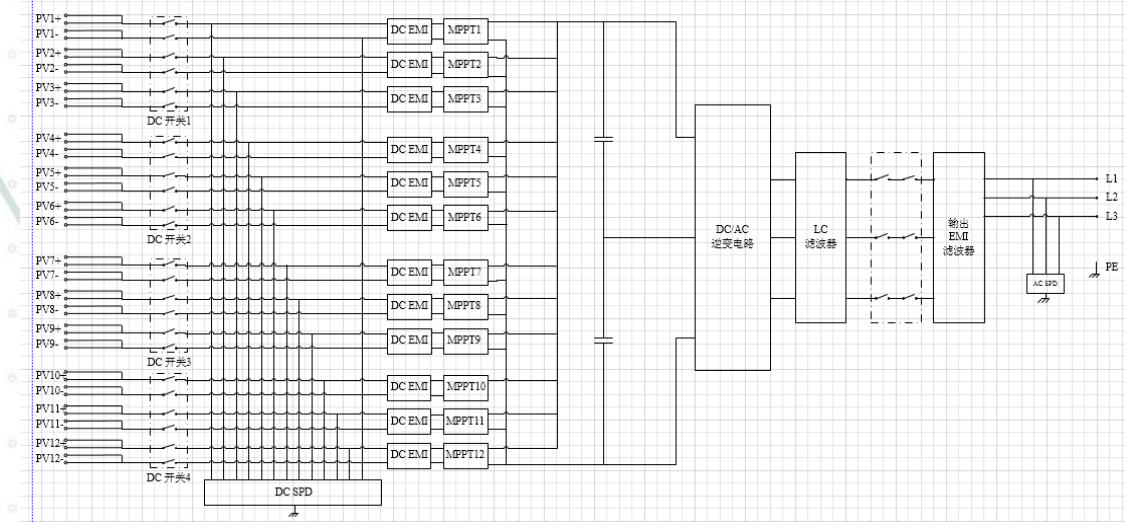 PV1+
PV1-
PV2+
PV2-
PV3+
PV3-
DC 开关1
PV4+
PV4-
PV5+
PV5-
PV6+
PV6-
DC 开关2
PV7+
PV7-
PV8+
PV8-
PV9+
PV9-
DC 开关3
PV10+
PV10-
PV11+
PV11-
PV12+
PV12-
DC 开关4
DC EMI MPPT1
DC EMI MPPT2
DC EMI MPPT3
DC EMI MPPT4
DC EMI MPPT5
DC EMI MPPT6
DC EMI MPPT7
DC EMI MPPT8
DC EMI MPPT9
DC EMI MPPT10
DC EMI MPPT11
DC EMI MPPT12
DC SPD
DC/AC
逆变电路
LC
滤波器
输出
EMI
滤波器
L1
L2
L3
PE
AC SPD